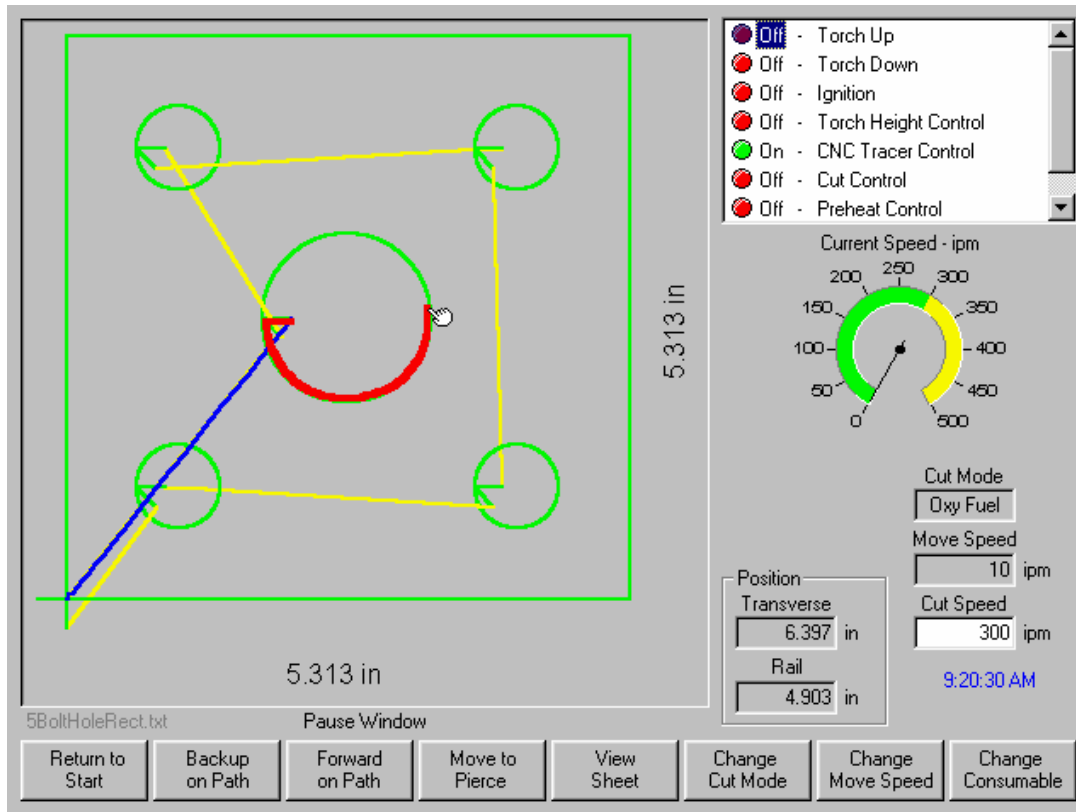 Off - Torch Up
Off - Torch Down
Off - Ignition
Off - Torch Height Control
On - CNC Tracer Control
Off - Cut Control
Off - Preheat Control
Current Speed - ipm
0
50
100
150
200
250
300
350
400
450
500
5.313 in
5.313 in
Cut Mode
Oxy Fuel
Move Speed
10 ipm
Cut Speed
300 ipm
9:20:30 AM
Position
Transverse
6.397 in
Rail
4.903 in
5BoltHoleRect.txt
Pause Window
Return to
Start
Backup
on Path
Forward
on Path
Move to
Pierce
View
Sheet
Change
Cut Mode
Change
Move Speed
Change
Consumable